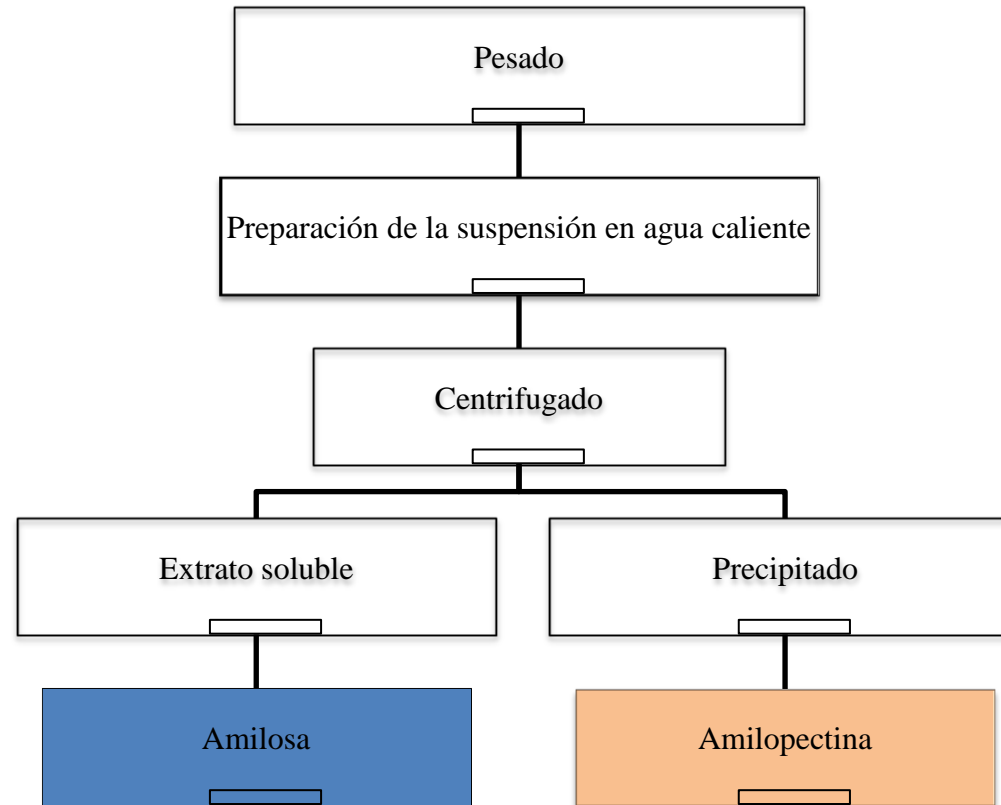 Pesado
Preparación de la suspensión en agua caliente
Centrifugado
Extrato soluble
Precipitado
Amilosa
Amilopectina